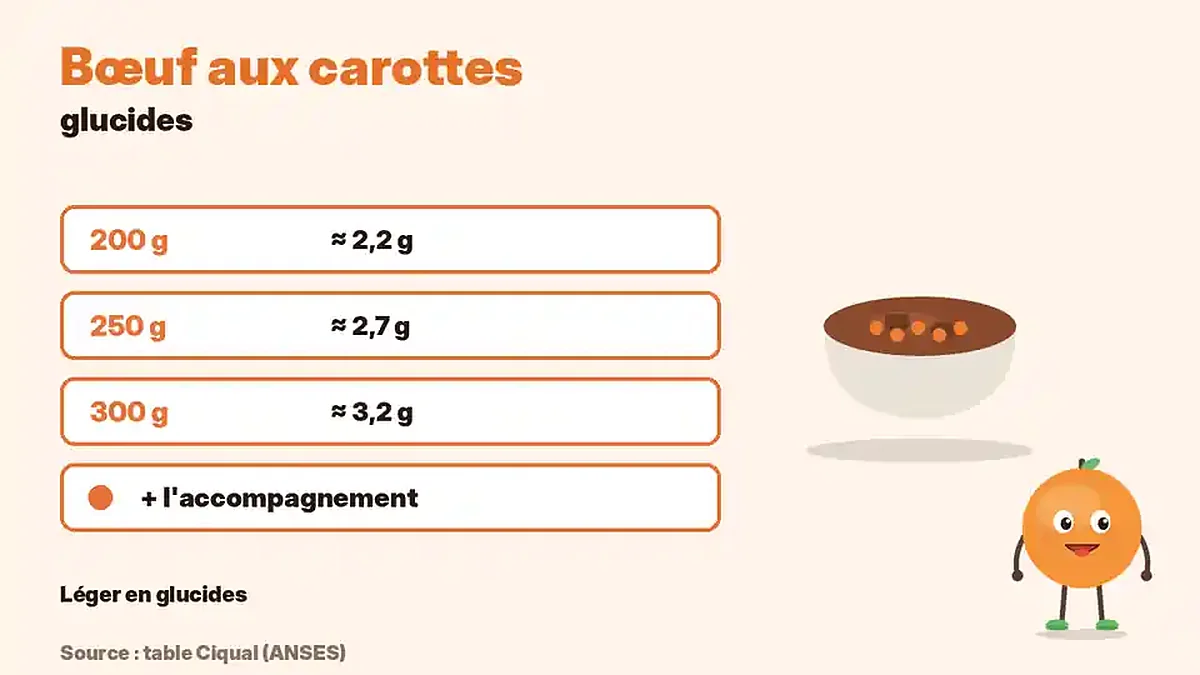 Bœuf aux carottes
glucides
200 g ≈ 2,2 g
250 g ≈ 2,7 g
300 g ≈ 3,2 g
+ l'accompagnement
Léger en glucides
Source : table Ciqual (ANSES)